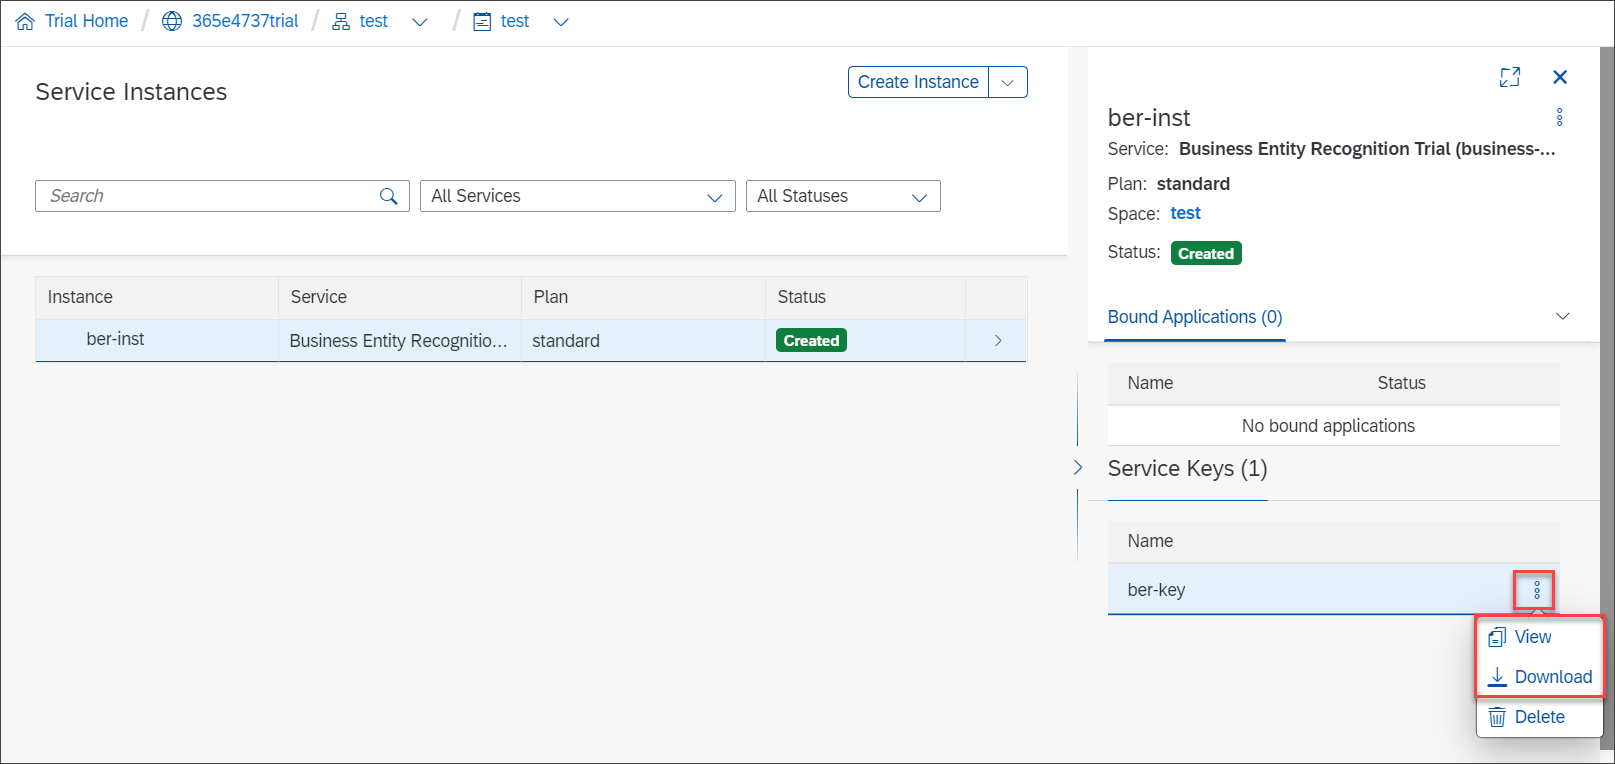 Trial Home / 365e4737trial / test / test
Service Instances
Create Instance
Search
All Services
All Statuses
Instance Service Plan Status
ber-inst Business Entity Recognitio... standard Created
ber-inst
Service: Business Entity Recognition Trial (business-...
Plan: standard
Space: test
Status: Created
Bound Applications (0)
Name Status
No bound applications
Service Keys (1)
Name
ber-key
View
Download
Delete